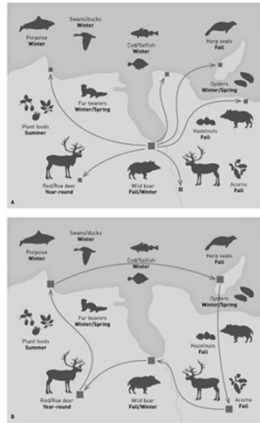 Swans/ducks
Winter
Porpoise
Winter
Cod/flatfish
Winter
Harp seals
Fall
Fur bearers
Winter/Spring
Oysters
Winter/Spring
Plant foods
Summer
Hazelnuts
Fall
Red/Roe deer
Year-round
Wild boar
Fall/Winter
Acorns
Fall
A
Swans/ducks
Winter
Porpoise
Winter
Cod/flatfish
Winter
Harp seals
Fall
Fur bearers
Winter/Spring
Oysters
Winter/Spring
Plant foods
Summer
Hazelnuts
Fall
Red/Roe deer
Year-round
Wild boar
Fall/Winter
Acorns
Fall
B